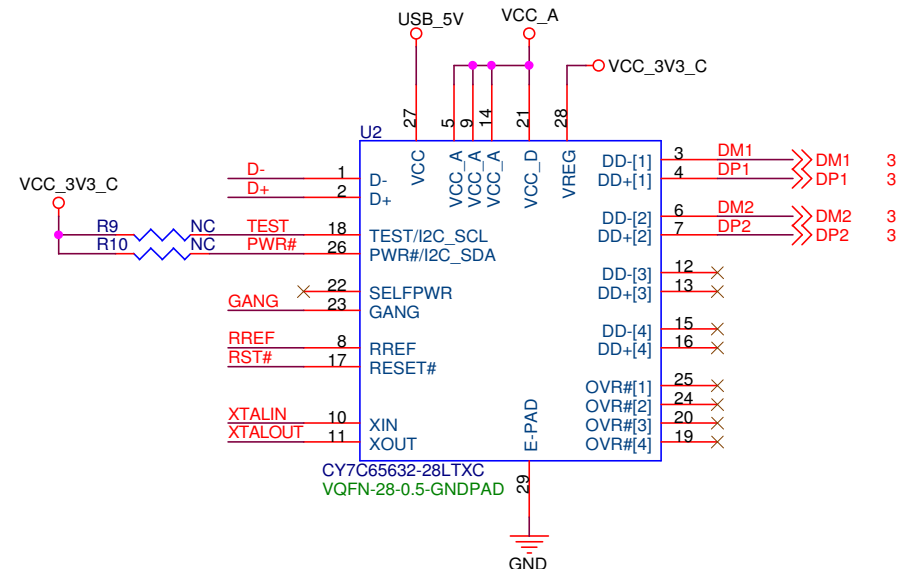 USB_5V
VCC_A
VCC_3V3_C
27
5
9
14
21
28
U2
VCC
VCC_A
VCC_A
VCC_A
VCC_D
VREG
D- 1 D-
D+ 2 D+
VCC_3V3_C
R9 NC TEST 18 TEST/I2C_SCL
R10 NC PWR# 26 PWR#/I2C_SDA
22 SELFPWR
GANG 23 GANG
RREF 8 RREF
RST# 17 RESET#
XTALIN 10 XIN
XTALOUT 11 XOUT
DD-[1] 3 DM1 DM1 3
DD+[1] 4 DP1 DP1 3
DD-[2] 6 DM2 DM2 3
DD+[2] 7 DP2 DP2 3
DD-[3] 12
DD+[3] 13
DD-[4] 15
DD+[4] 16
OVR#[1] 25
OVR#[2] 24
OVR#[3] 20
OVR#[4] 19
E-PAD
CY7C65632-28LTXC
VQFN-28-0.5-GNDPAD
29
GND